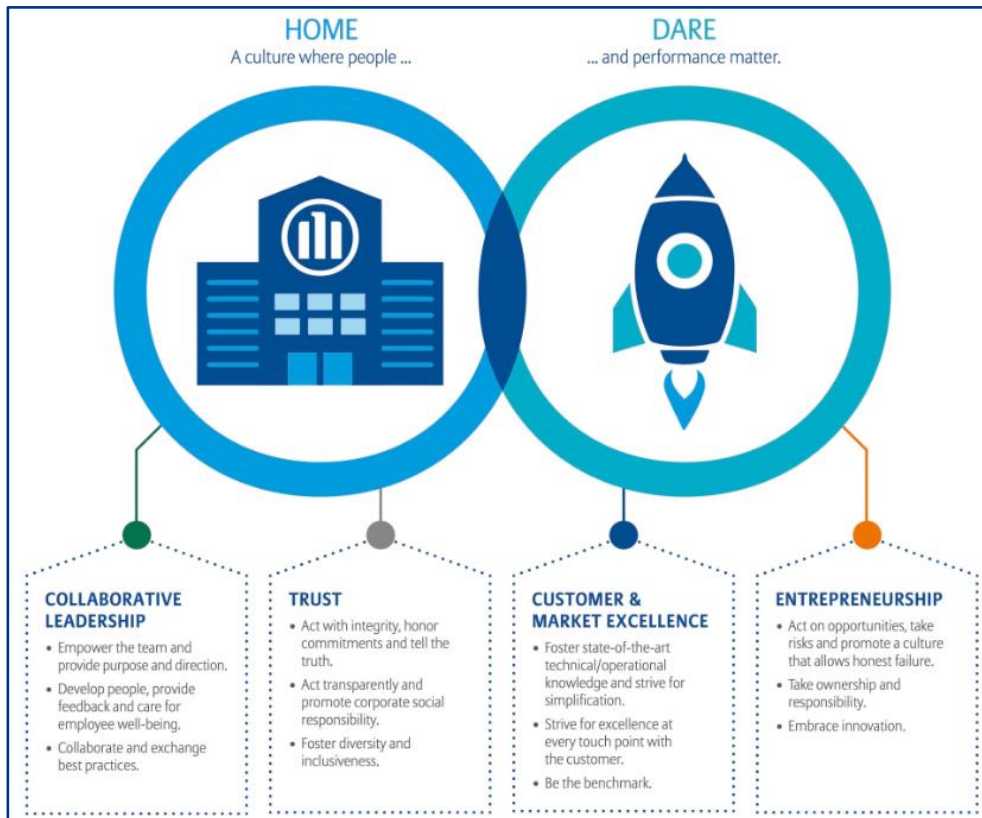 HOME
A culture where people ...
DARE
... and performance matter.
COLLABORATIVE
LEADERSHIP
• Empower the team and
provide purpose and direction.
• Develop people, provide
feedback and care for
employee well-being.
• Collaborate and exchange
best practices.
TRUST
• Act with integrity, honor
commitments and tell the
truth.
• Act transparently and
promote corporate social
responsibility.
• Foster diversity and
inclusiveness.
CUSTOMER &
MARKET EXCELLENCE
• Foster state-of-the-art
technical/operational
knowledge and strive for
simplification.
• Strive for excellence at
every touch point with
the customer.
• Be the benchmark.
ENTREPRENEURSHIP
• Act on opportunities, take
risks and promote a culture
that allows honest failure.
• Take ownership and
responsibility.
• Embrace innovation.